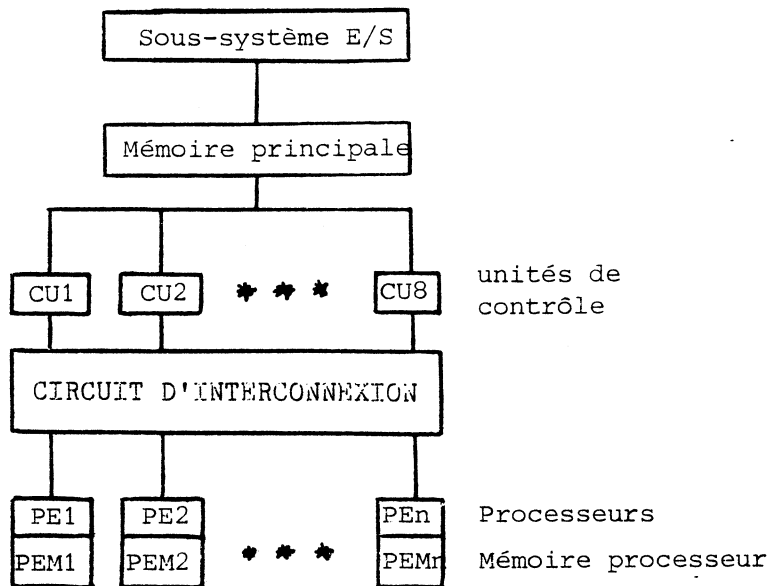 Sous-système E/S
Mémoire principale
CU1 CU2 *** CU8 unités de
contrôle
CIRCUIT D'INTERCONNEXION
PE1 PE2 PEn Processeurs
PEM1 PEM2 *** PEMn Mémoire processeur